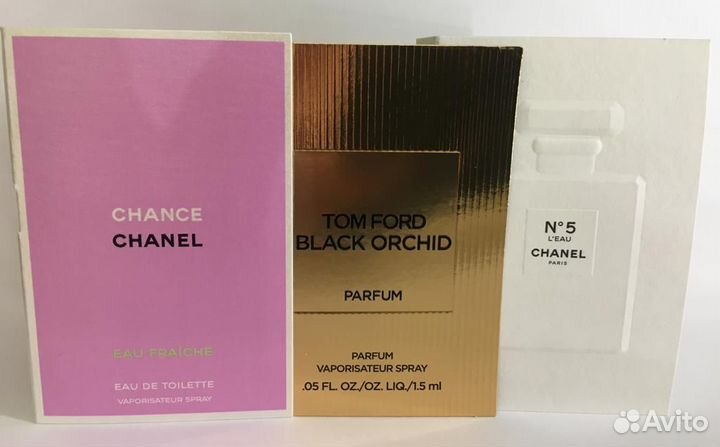 CHANCE
CHANEL
EAU FRAÎCHE
EAU DE TOILETTE
VAPORISATEUR SPRAY
TOM FORD
BLACK ORCHID
PARFUM
PARFUM
VAPORISATEUR SPRAY
.05 FL. OZ./OZ. LIQ./1.5 ml
N°5
L'EAU
CHANEL
PARIS
Avito